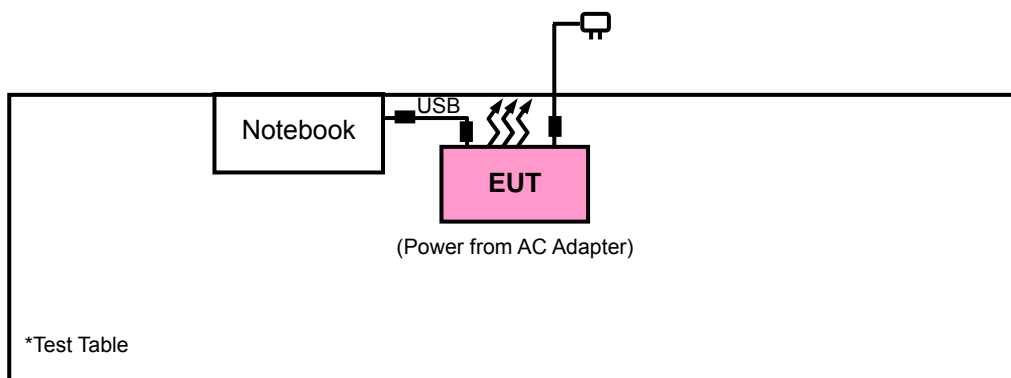 USB
Notebook
EUT
(Power from AC Adapter)
*Test Table